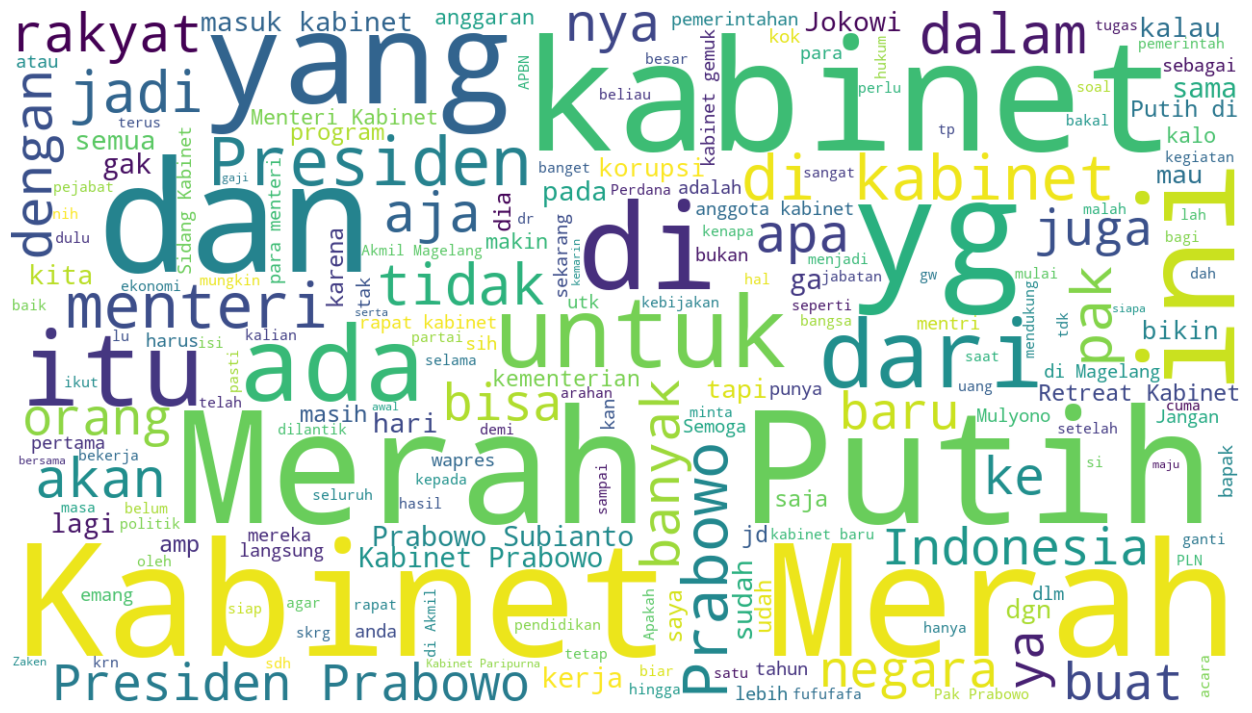 rakyat
masuk kabinet
anggaran
nya
pemerintahan
Jokowi
dalam
tugas
kalau
atau
yang
kabinet
kok
para
hukum
pemerintah
APBN
besar
beliau
perlu
soal
sebagai
jadi
dengan
terus
Menteri Kabinet
program
kabinet gemuk
tp
bakal
Putih di
sama
semua
kalo
gak
Presiden
banget
korupsi
di kabinet
sangat
kegiatan
mau
pejabat
gaji
Sidang Kabinet
para menteri
dan
aja
dia
pada
Perdana
adalah
anggota kabinet
yg
malah
lah
ini
nih
dulu
karena
Akmil Magelang
dr
makin
sekarang
kemarin
di
bukan
kenapa
apa
menjadi
juga
bagi
dah
kita
ekonomi
mungkin
tidak
utk
kebijakan
hal
ga
jabatan
gw
mulai
mendukung
pak
siapa
baik
menteri
stak
serta
rapat kabinet
untuk
seperti
bangsa
mentri
tdk
bikin
itu
lu
harus
isi
kalian
ada
partai
sih
selama
dari
saat
uang
di Magelang
ikut
pasti
telah
kementerian
arahan
tapi
punya
Retreat Kabinet
orang
awal
masih
hari
bisa
kan
banyak
minta
Semoga
baru
Mulyono
cuma
Jangan
setelah
pertama
dilantik
demi
bersama
bekerja
Merah
Putih
wapres
kepada
sampai
Prabowo
ke
si
maju
bapak
akan
masa
seluruh
hasil
saja
lagi
belum
politik
mereka
langsung
amp
Prabowo Subianto
Kabinet Prabowo
jd
kabinet baru
Indonesia
ganti
PLN
oleh
emang
Kabinet
Merah
siap
agar
rapat
di Akmil
skrg
anda
pendidikan
Apakah
saya
sudah
udah
hanya
dlm
dgn
ya
Zaken
krn
sdh
Kabinet Paripurna
tetap
kerja
biar
satu
tahun
negara
buat
acara
Presiden Prabowo
hingga
lebih
fufufafa
Pak Prabowo